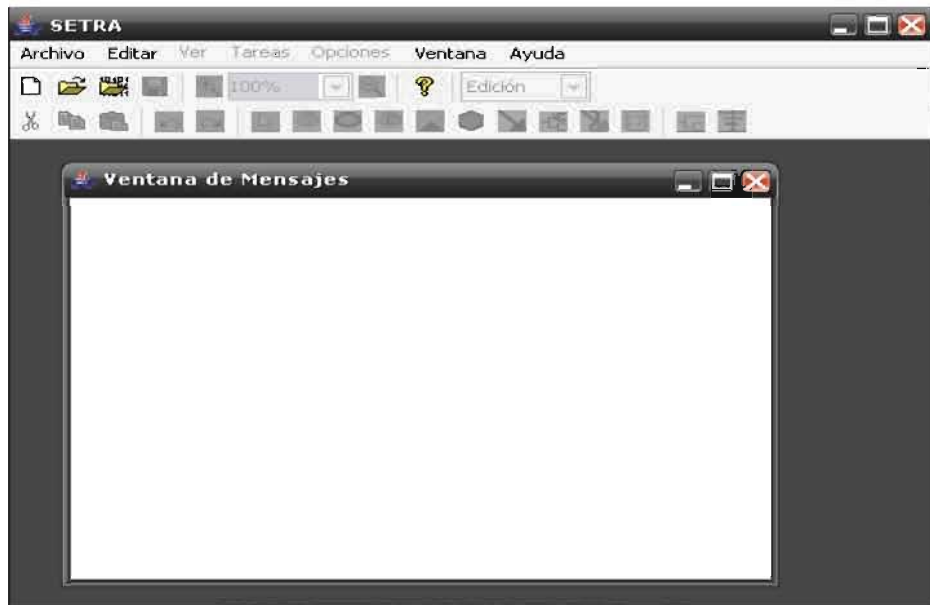 SETRA
Archivo Editar Ver Tareas Opciones Ventana Ayuda
100% Edición
Ventana de Mensajes